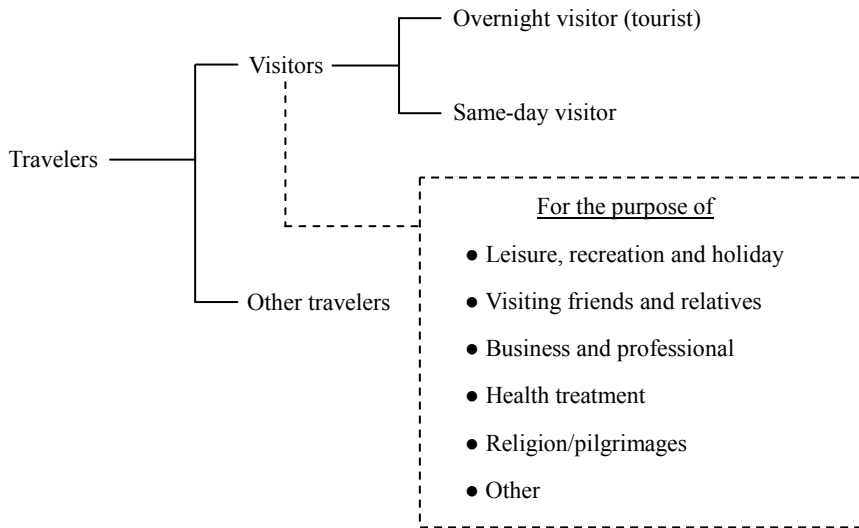 Overnight visitor (tourist)
Visitors
Same-day visitor
Travelers
For the purpose of
● Leisure, recreation and holiday
● Visiting friends and relatives
Other travelers
● Business and professional
● Health treatment
● Religion/pilgrimages
● Other